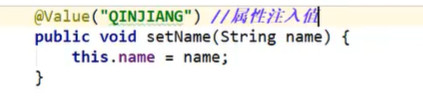 @Value("QINJIANG") //属性注入值
public void setName(String name) {
    this.name = name;
}